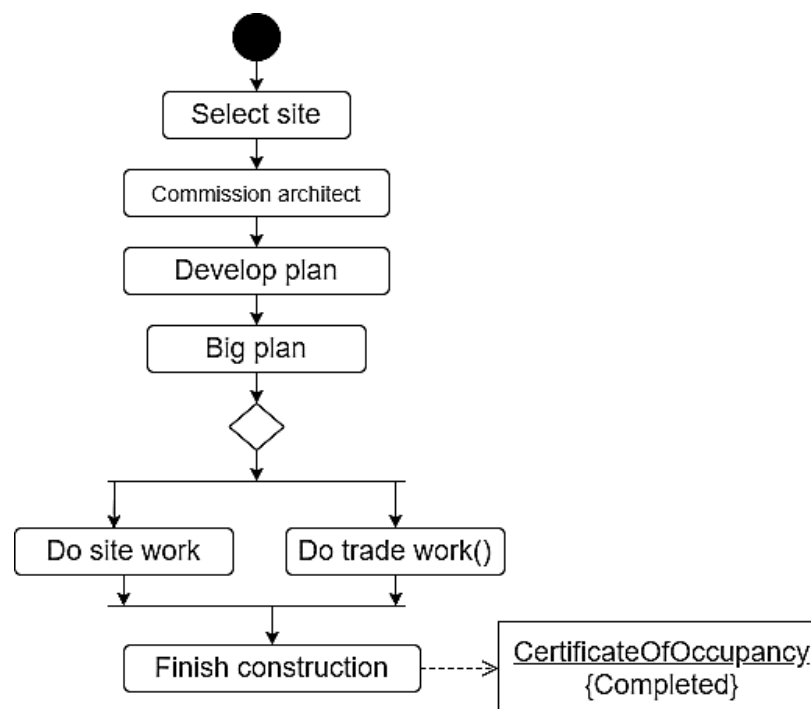 Select site
Commission architect
Develop plan
Big plan
Do site work
Do trade work()
Finish construction
CertificateOfOccupancy
{Completed}